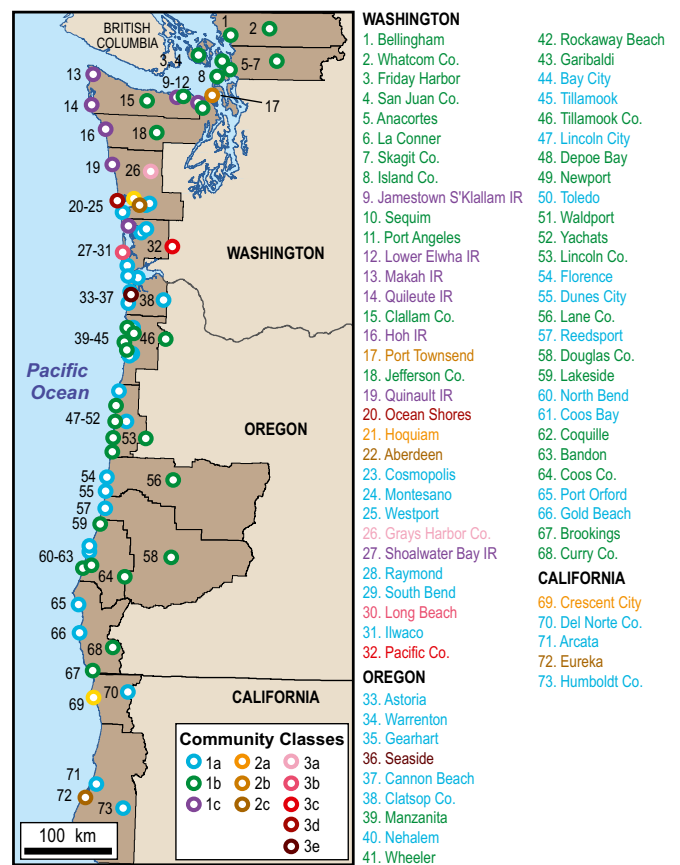 BRITISH
COLUMBIA
1
2
3, 4
5-7
8
9-12
13
14
15
16
17
18
19
26
20-25
27-31
32
WASHINGTON
33-37
38
39-45
46
Pacific
Ocean
OREGON
47-52
53
54
55
56
57
58
59
60-63
64
65
66
67
68
69
70
CALIFORNIA
71
72
73
Community Classes
1a 2a 3a
1b 2b 3b
1c 2c 3c
3d
3e
100 km
WASHINGTON
1. Bellingham
2. Whatcom Co.
3. Friday Harbor
4. San Juan Co.
5. Anacortes
6. La Conner
7. Skagit Co.
8. Island Co.
9. Jamestown S'Klallam IR
10. Sequim
11. Port Angeles
12. Lower Elwha IR
13. Makah IR
14. Quileute IR
15. Clallam Co.
16. Hoh IR
17. Port Townsend
18. Jefferson Co.
19. Quinault IR
20. Ocean Shores
21. Hoquiam
22. Aberdeen
23. Cosmopolis
24. Montesano
25. Westport
26. Grays Harbor Co.
27. Shoalwater Bay IR
28. Raymond
29. South Bend
30. Long Beach
31. Ilwaco
32. Pacific Co.
OREGON
33. Astoria
34. Warrenton
35. Gearhart
36. Seaside
37. Cannon Beach
38. Clatsop Co.
39. Manzanita
40. Nehalem
41. Wheeler
42. Rockaway Beach
43. Garibaldi
44. Bay City
45. Tillamook
46. Tillamook Co.
47. Lincoln City
48. Depoe Bay
49. Newport
50. Toledo
51. Waldport
52. Yachats
53. Lincoln Co.
54. Florence
55. Dunes City
56. Lane Co.
57. Reedsport
58. Douglas Co.
59. Lakeside
60. North Bend
61. Coos Bay
62. Coquille
63. Bandon
64. Coos Co.
65. Port Orford
66. Gold Beach
67. Brookings
68. Curry Co.
CALIFORNIA
69. Crescent City
70. Del Norte Co.
71. Arcata
72. Eureka
73. Humboldt Co.